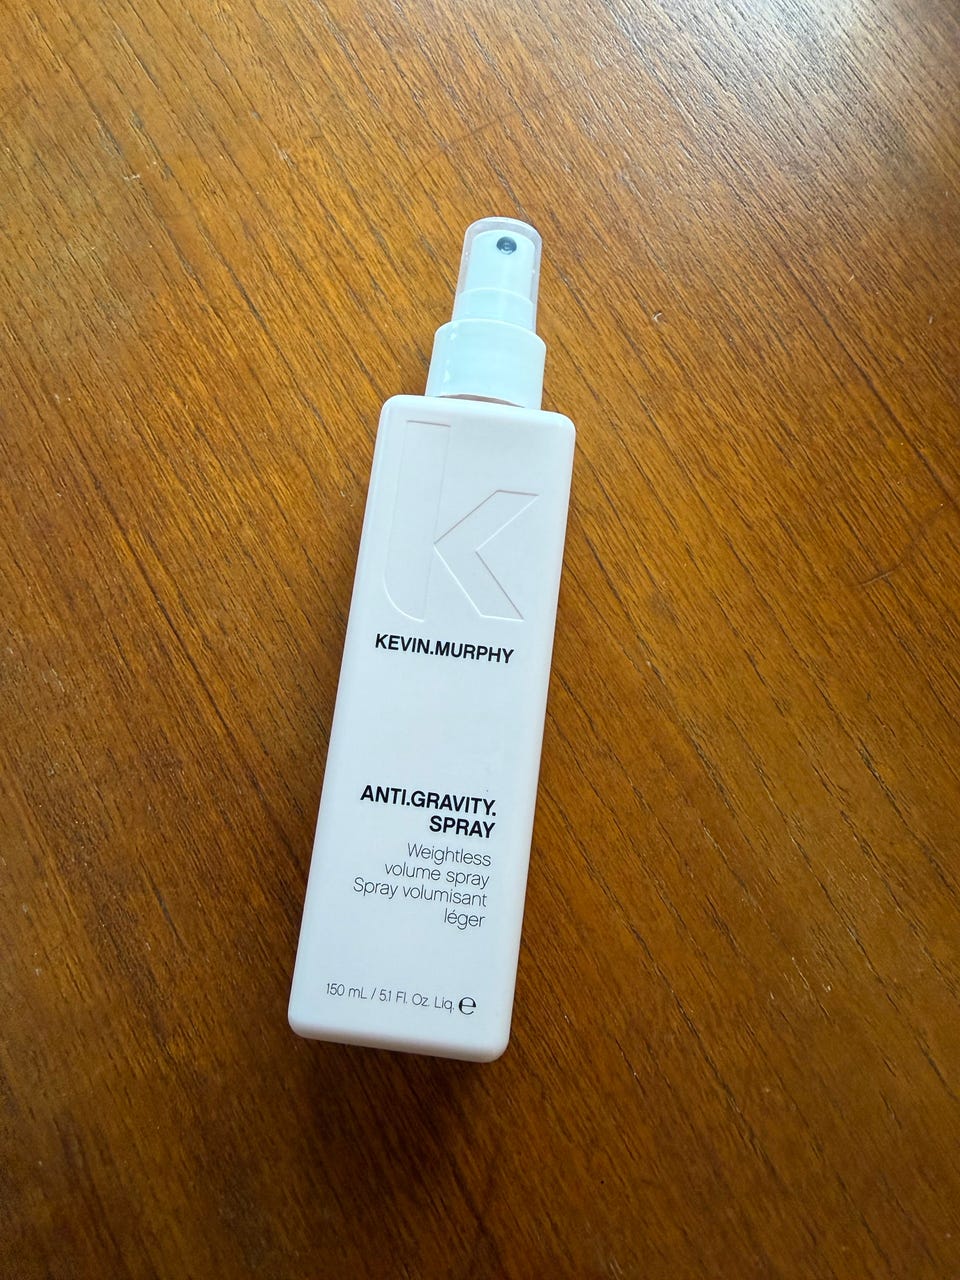 K
KEVIN.MURPHY
ANTI.GRAVITY.
SPRAY
Weightless
volume spray
Spray volumisant
léger
150 mL / 5.1 Fl. Oz. Liq. ℮